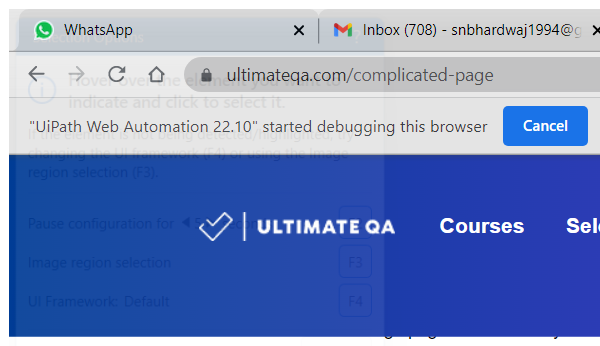 WhatsApp
Inbox (708) - snbhardwaj1994@g
ultimateqa.com/complicated-page
Hover over the element you want to
indicate and click to select it.
"UiPath Web Automation 22.10" started debugging this browser
Cancel
changing the UI framework (F4) or using the image
region selection (F3).
ULTIMATE QA
Courses
Sel
Pause configuration for
Image region selection
F3
UI Framework: Default
F4